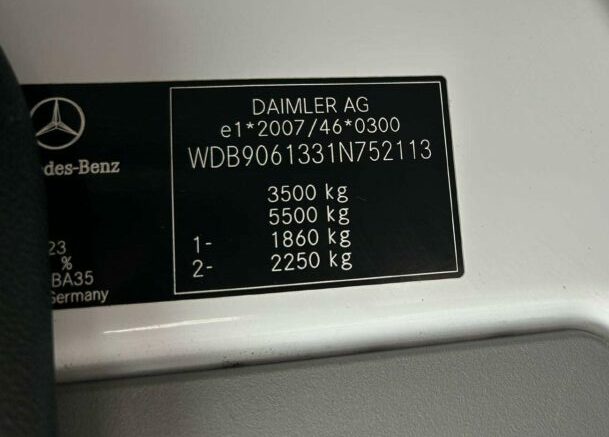 des-Benz
23
%
BA35
Germany
DAIMLER AG
e1*2007/46*0300
WDB9061331N752113
3500 kg
5500 kg
1- 1860 kg
2- 2250 kg